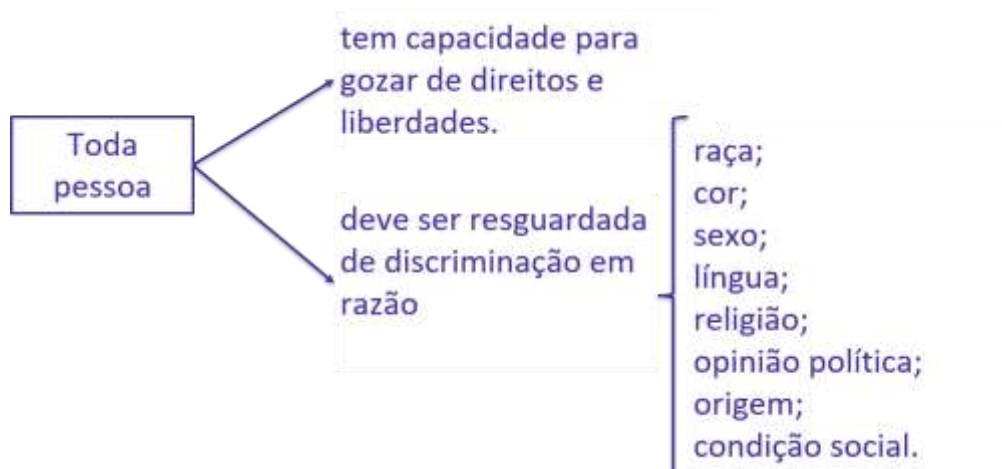 Toda
pessoa
tem capacidade para
gozar de direitos e
liberdades.
deve ser resguardada
de discriminação em
razão
raça;
cor;
sexo;
língua;
religião;
opinião política;
origem;
condição social.